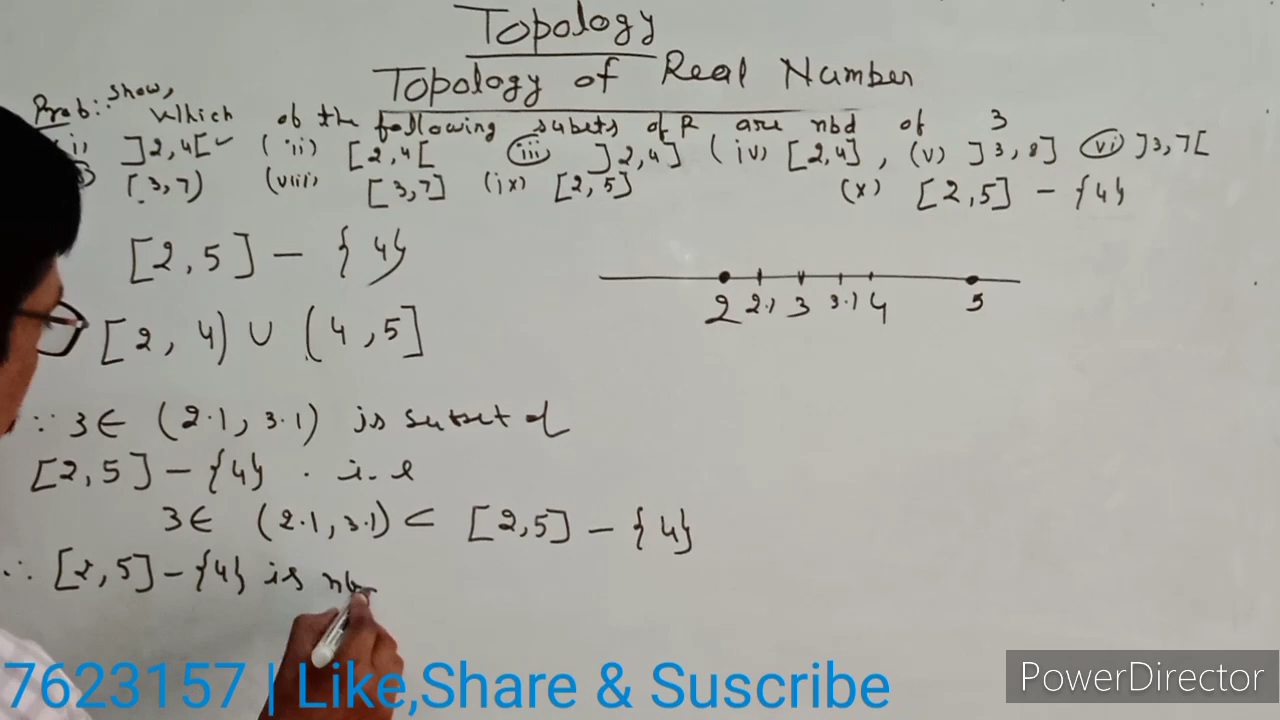 Topology
Topology of Real Number
Prob: Show, Which of the following subets of R are nbd of 3
(i) ]2,4[ (ii) [2,4[ (iii) ]2,4] (iv) [2,4] , (v) ]3,8] (vi) ]3,7[
[3,7) (viii) [3,7] (ix) [2,5] (x) [2,5] – {4}
[2,5] – {4}
2 2.1 3 3.1 4 5
[2, 4) ∪ (4,5]
∵ 3 ∈ (2.1, 3.1) is subset of
[2,5] – {4} . i.e
3 ∈ (2.1, 3.1) ⊂ [2,5] – {4}
∴ [2,5] – {4} is nb
7623157 | Like,Share & Suscribe
PowerDirector